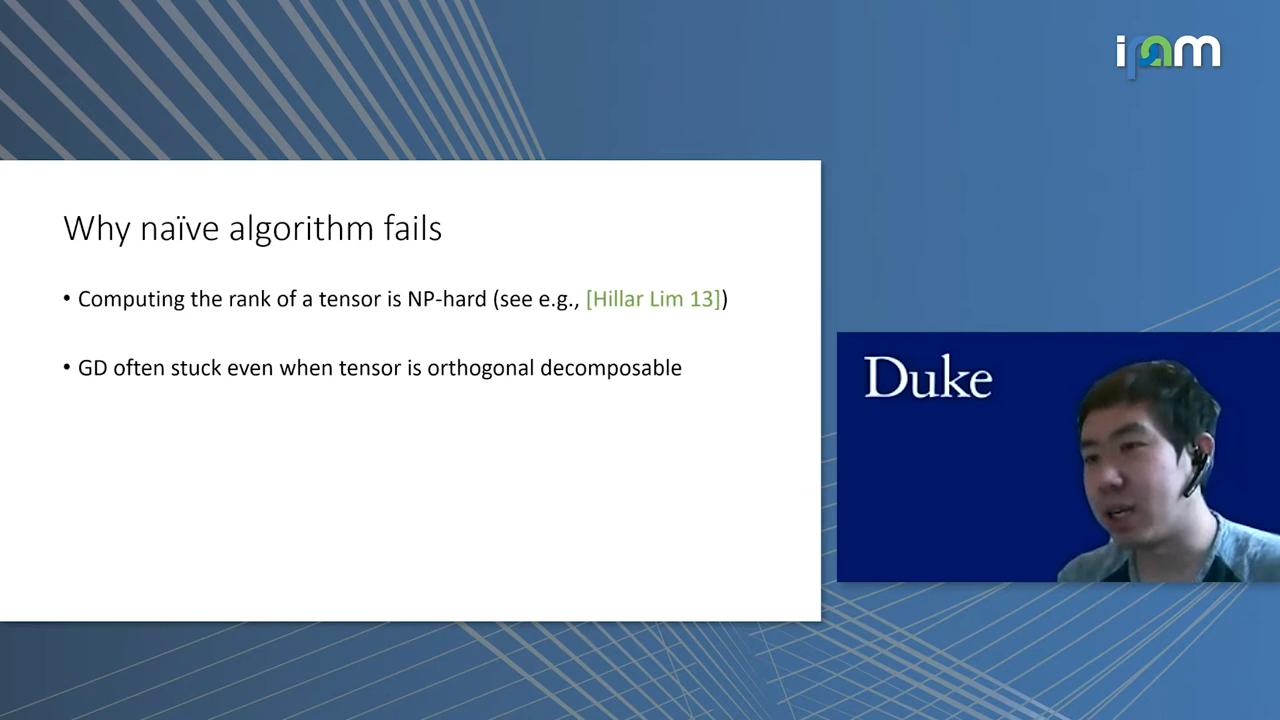 ipam
Why naïve algorithm fails
• Computing the rank of a tensor is NP-hard (see e.g., [Hillar Lim 13])
• GD often stuck even when tensor is orthogonal decomposable
Duke